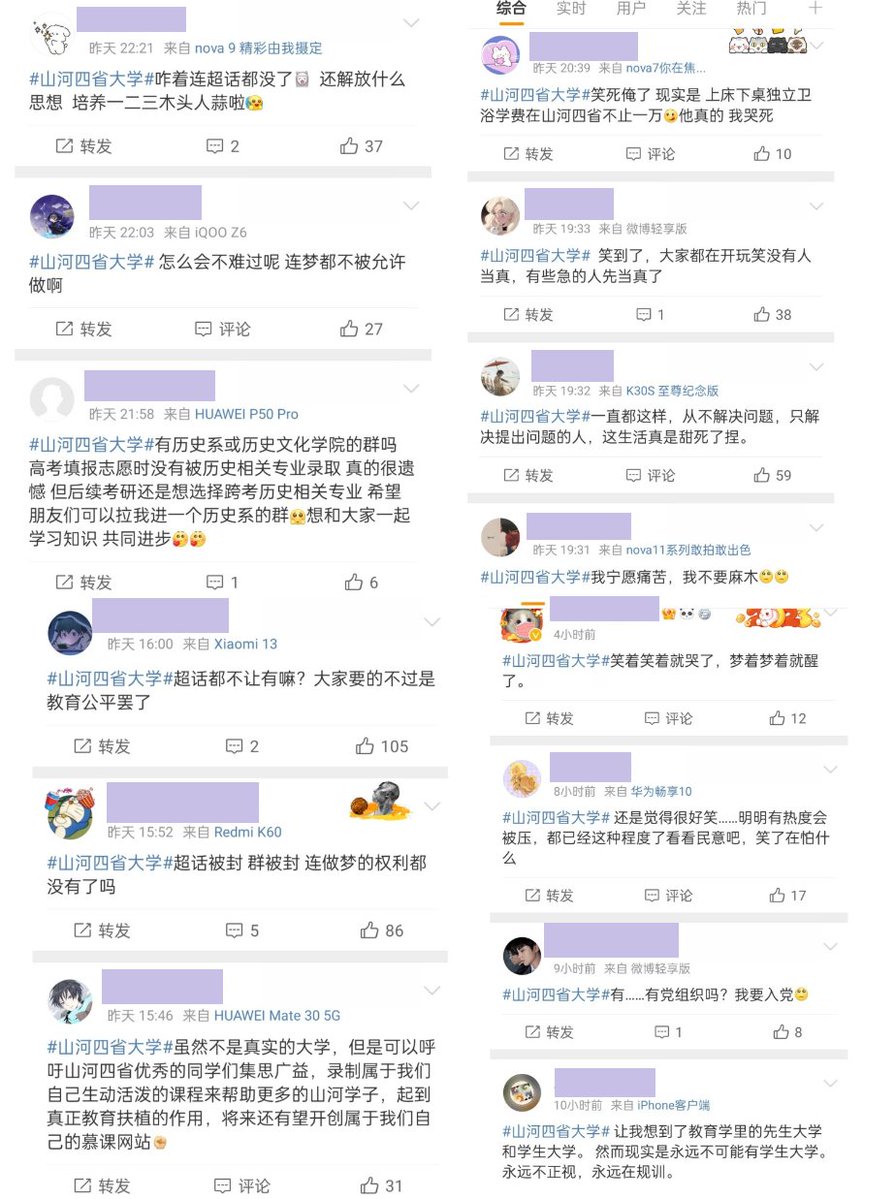 昨天 22:21 来自 nova 9 精彩由我摄定
#山河四省大学#咋着连超话都没了 还解放什么
思想 培养一二三木头人蒜啦
转发 2 37
昨天 22:03 来自 iQOO Z6
#山河四省大学# 怎么会不难过呢 连梦都不被允许
做啊
转发 评论 27
昨天 21:58 来自 HUAWEI P50 Pro
#山河四省大学#有历史系或历史文化学院的群吗
高考填报志愿时没有被历史相关专业录取 真的很遗
憾 但后续考研还是想选择跨考历史相关专业 希望
朋友们可以拉我进一个历史系的群想和大家一起
学习知识 共同进步
转发 1 6
昨天 16:00 来自 Xiaomi 13
#山河四省大学#超话都不让有嘛？大家要的不过是
教育公平罢了
转发 2 105
昨天 15:52 来自 Redmi K60
#山河四省大学#超话被封 群被封 连做梦的权利都
没有了吗
转发 5 86
昨天 15:46 来自 HUAWEI Mate 30 5G
#山河四省大学#虽然不是真实的大学，但是可以呼
吁山河四省优秀的同学们集思广益，录制属于我们
自己生动活泼的课程来帮助更多的山河学子，起到
真正教育扶植的作用，将来还有望开创属于我们自
己的慕课网站
转发 评论 31
综合 实时 用户 关注 热门
昨天 20:39 来自 nova7你在焦...
#山河四省大学#笑死俺了 现实是 上床下桌独立卫
浴学费在山河四省不止一万他真的 我哭死
转发 评论 10
昨天 19:33 来自 微博轻享版
#山河四省大学# 笑到了，大家都在开玩笑没有人
当真，有些急的人先当真了
转发 1 38
昨天 19:32 来自 K30S 至尊纪念版
#山河四省大学#一直都这样，从不解决问题，只解
决提出问题的人，这生活真是甜死了捏。
转发 评论 59
昨天 19:31 来自 nova11系列敢拍敢出色
#山河四省大学#我宁愿痛苦，我不要麻木
4小时前
#山河四省大学#笑着笑着就哭了，梦着梦着就醒
了。
转发 评论 12
8小时前 来自 华为畅享10
#山河四省大学# 还是觉得很好笑……明明有热度会
被压，都已经这种程度了看看民意吧，笑了在怕什
么
转发 评论 17
9小时前 来自 微博轻享版
#山河四省大学#有……有党组织吗？我要入党
转发 1 8
10小时前 来自 iPhone客户端
#山河四省大学# 让我想到了教育学里的先生大学
和学生大学。然而现实是永远不可能有学生大学。
永远不正视，永远在规训。